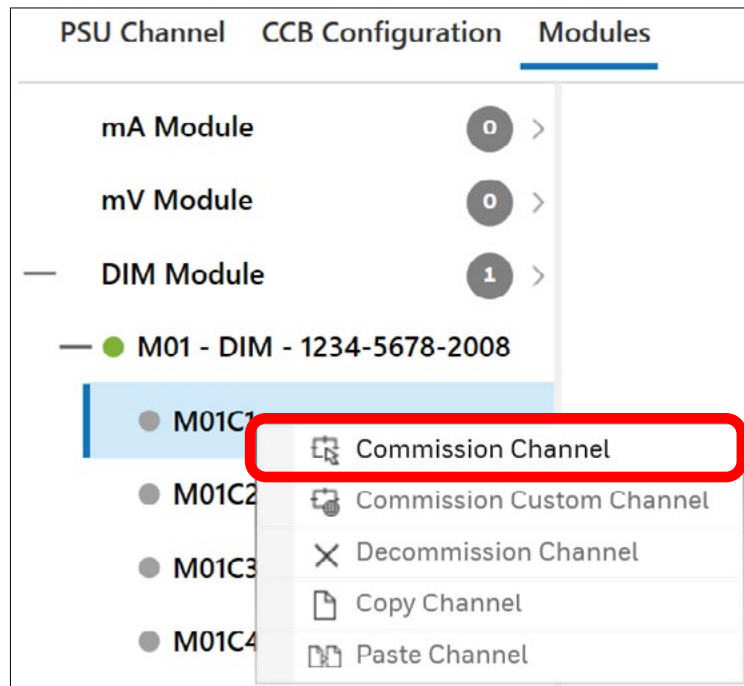 PSU Channel CCB Configuration Modules
mA Module 0
mV Module 0
DIM Module 1
M01 - DIM - 1234-5678-2008
M01C1
Commission Channel
M01C2
Commission Custom Channel
Decommission Channel
M01C3
Copy Channel
M01C4
Paste Channel